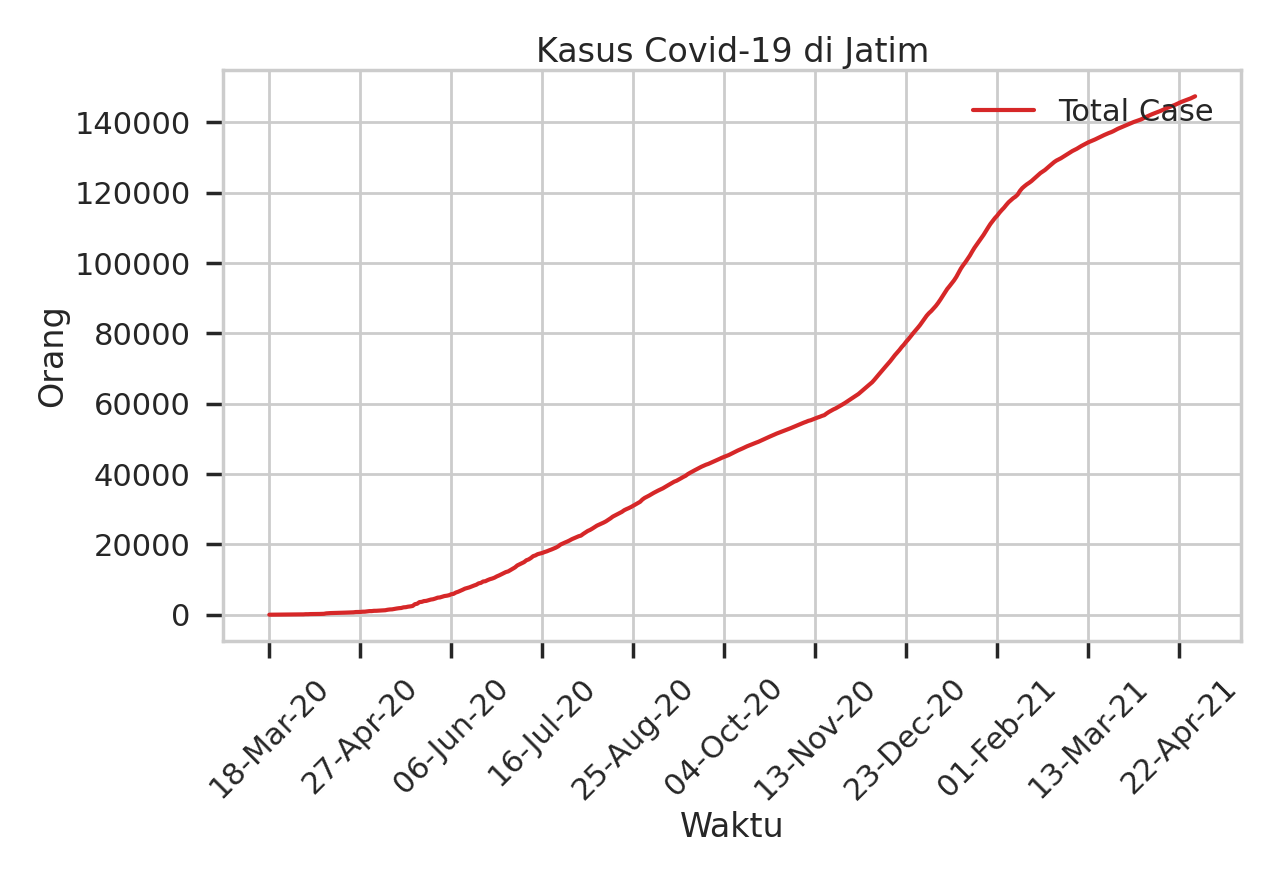 Kasus Covid-19 di Jatim
Total Case
140000
120000
100000
80000
60000
40000
20000
0
Orang
18-Mar-20
27-Apr-20
06-Jun-20
16-Jul-20
25-Aug-20
04-Oct-20
13-Nov-20
23-Dec-20
01-Feb-21
13-Mar-21
22-Apr-21
Waktu